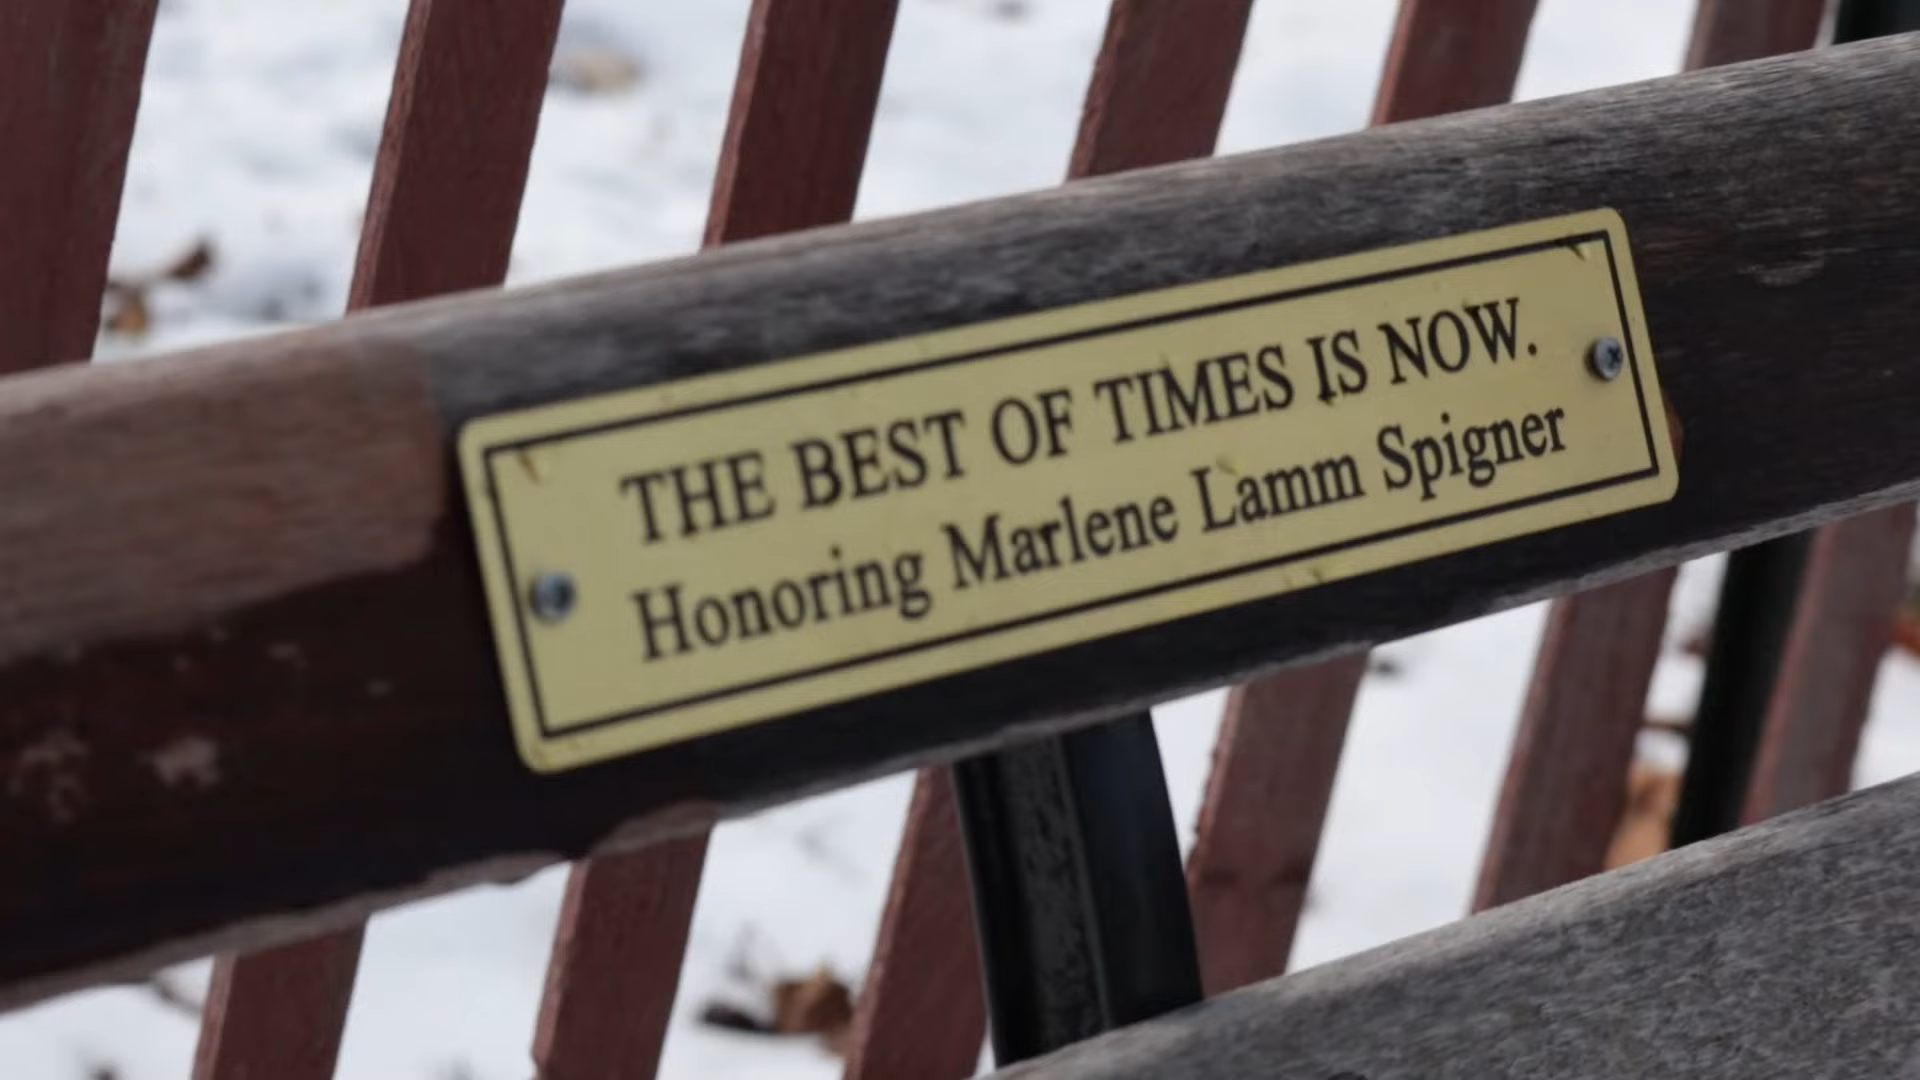 THE BEST OF TIMES IS NOW.
Honoring Marlene Lamm Spigner